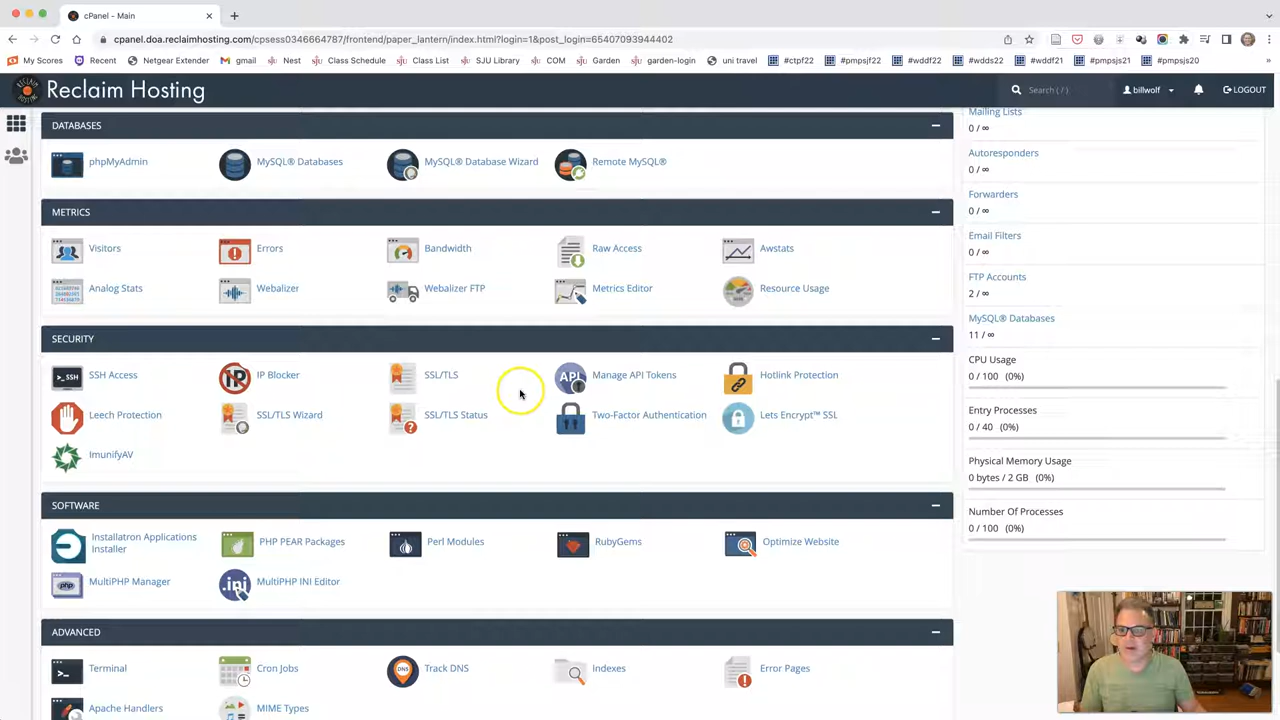 cPanel - Main
cpanel.doa.reclaimhosting.com/cpsess0346664787/frontend/paper_lantern/index.html?login=1&post_login=65407093944402
My Scores
Recent
Netgear Extender
gmail
Nest
Class Schedule
Class List
SJU Library
COM
Garden
garden-login
uni travel
#ctpf22
#pmpsjf22
#wddf22
#wdds22
#wddf21
#pmpsjs21
#pmpsjs20
RECLAIM HOSTING
Reclaim Hosting
Search ( / )
billwolf
LOGOUT
DATABASES
phpMyAdmin
MySQL® Databases
MySQL® Database Wizard
Remote MySQL®
METRICS
Visitors
Errors
Bandwidth
Raw Access
Awstats
Analog Stats
Webalizer
Webalizer FTP
Metrics Editor
Resource Usage
SECURITY
SSH Access
IP Blocker
SSL/TLS
Manage API Tokens
Hotlink Protection
Leech Protection
SSL/TLS Wizard
SSL/TLS Status
Two-Factor Authentication
Lets Encrypt™ SSL
ImunifyAV
SOFTWARE
Installatron Applications
Installer
PHP PEAR Packages
Perl Modules
RubyGems
Optimize Website
MultiPHP Manager
MultiPHP INI Editor
ADVANCED
Terminal
Cron Jobs
Track DNS
Indexes
Error Pages
Apache Handlers
MIME Types
Mailing Lists
0 / ∞
Autoresponders
0 / ∞
Forwarders
0 / ∞
Email Filters
0 / ∞
FTP Accounts
2 / ∞
MySQL® Databases
11 / ∞
CPU Usage
0 / 100 (0%)
Entry Processes
0 / 40 (0%)
Physical Memory Usage
0 bytes / 2 GB (0%)
Number Of Processes
0 / 100 (0%)